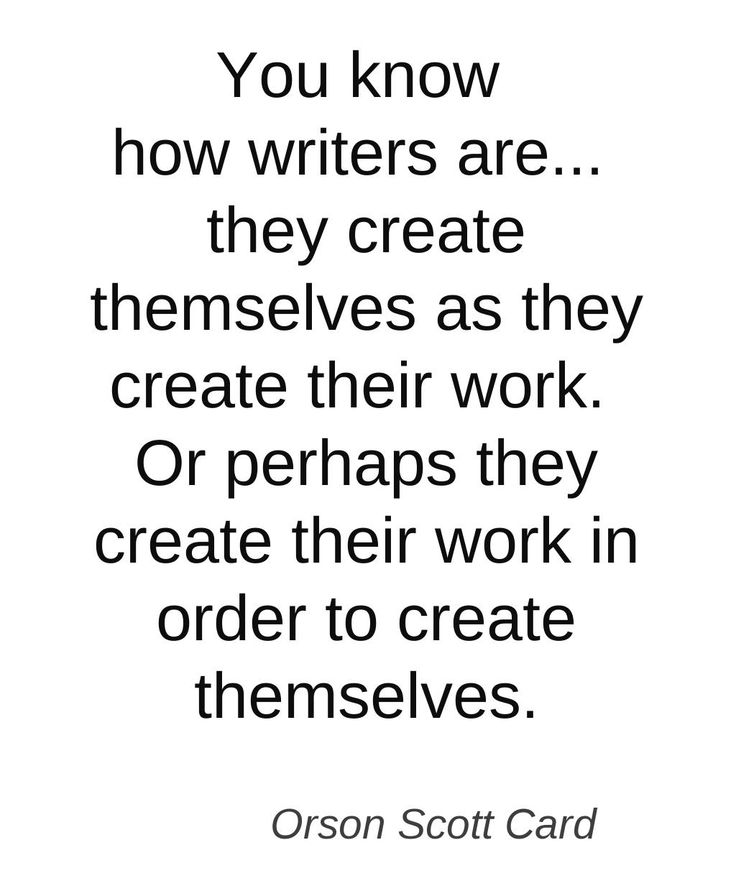 You know
how writers are...
they create
themselves as they
create their work.
Or perhaps they
create their work in
order to create
themselves.
Orson Scott Card